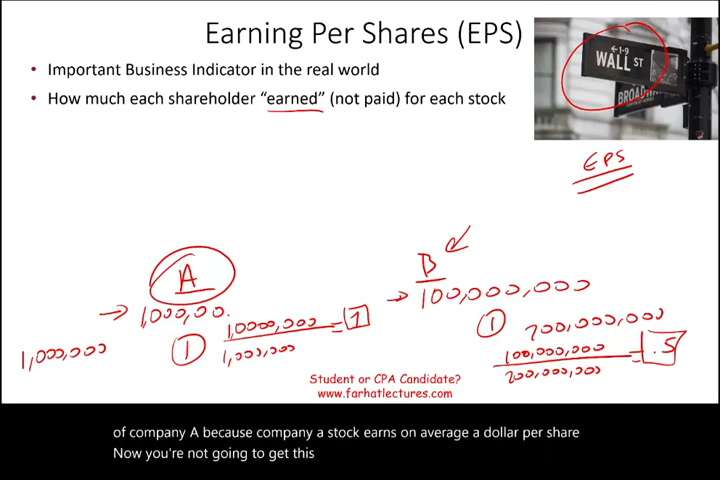 Earning Per Shares (EPS)
• Important Business Indicator in the real world
• How much each shareholder “earned” (not paid) for each stock
←1-9
WALL ST
BROADWAY
EPS
A
B
→ 1,000,00.
→ 100,000,000
1,000,000
1
1,0000,000
1,000,000
= 1
1
200,000,000
100,000,000
200,000,000
= .5
Student or CPA Candidate?
www.farhatlectures.com
of company A because company a stock earns on average a dollar per share
Now you're not going to get this